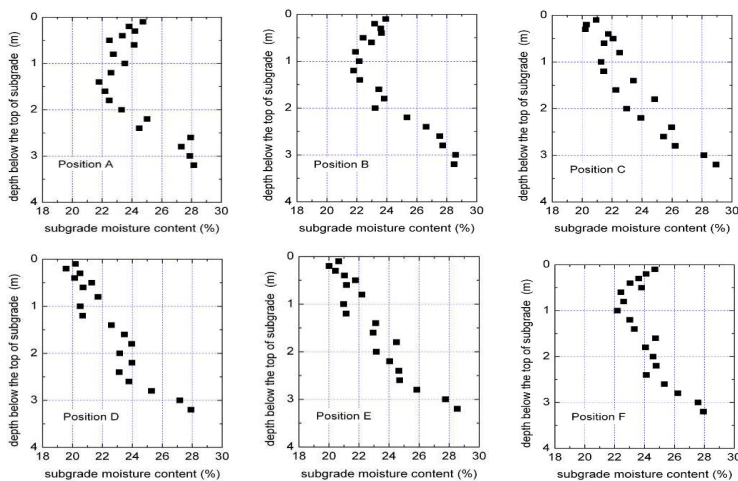 0
1
2
3
4
depth below the top of subgrade (m)
Position A
18 20 22 24 26 28 30
subgrade moisture content (%)
0
1
2
3
4
depth below the top of subgrade (m)
Position B
18 20 22 24 26 28 30
subgrade moisture content (%)
0
1
2
3
4
depth below the top of subgrade (m)
Position C
18 20 22 24 26 28 30
subgrade moisture content (%)
0
1
2
3
4
depth below the top of subgrade (m)
Position D
18 20 22 24 26 28 30
subgrade moisture content (%)
0
1
2
3
4
depth below the top of subgrade (m)
Position E
18 20 22 24 26 28 30
subgrade moisture content (%)
0
1
2
3
4
depth below the top of subgrade (m)
Position F
18 20 22 24 26 28 30
subgrade moisture content (%)